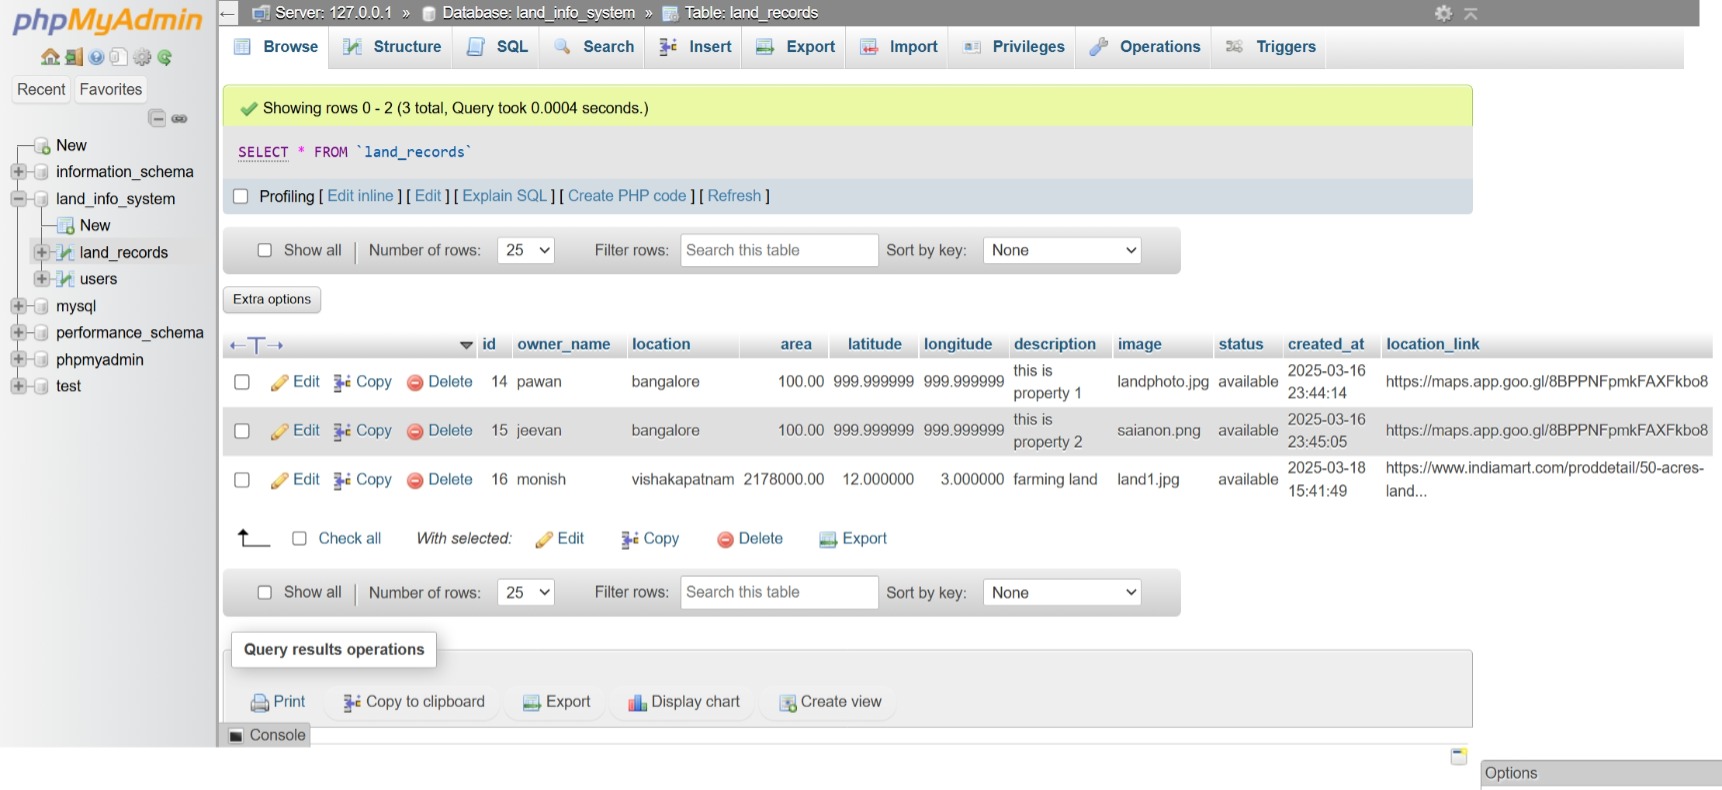 phpMyAdmin
Recent Favorites
New
information_schema
land_info_system
New
land_records
users
mysql
performance_schema
phpmyadmin
test
Server: 127.0.0.1 » Database: land_info_system » Table: land_records
Browse Structure SQL Search Insert Export Import Privileges Operations Triggers
Showing rows 0 - 2 (3 total, Query took 0.0004 seconds.)
SELECT * FROM `land_records`
Profiling [ Edit inline ] [ Edit ] [ Explain SQL ] [ Create PHP code ] [ Refresh ]
Show all Number of rows: 25 Filter rows: Search this table Sort by key: None
Extra options
←T→ id owner_name location area latitude longitude description image status created_at location_link
Edit Copy Delete 14 pawan bangalore 100.00 999.999999 999.999999 this is property 1 landphoto.jpg available 2025-03-16 23:44:14 https://maps.app.goo.gl/8BPPNFpmkFAXFkbo8
Edit Copy Delete 15 jeevan bangalore 100.00 999.999999 999.999999 this is property 2 saianon.png available 2025-03-16 23:45:05 https://maps.app.goo.gl/8BPPNFpmkFAXFkbo8
Edit Copy Delete 16 monish vishakapatnam 2178000.00 12.000000 3.000000 farming land land1.jpg available 2025-03-18 15:41:49 https://www.indiamart.com/proddetail/50-acres-land...
Check all With selected: Edit Copy Delete Export
Show all Number of rows: 25 Filter rows: Search this table Sort by key: None
Query results operations
Print Copy to clipboard Export Display chart Create view
Console
Options